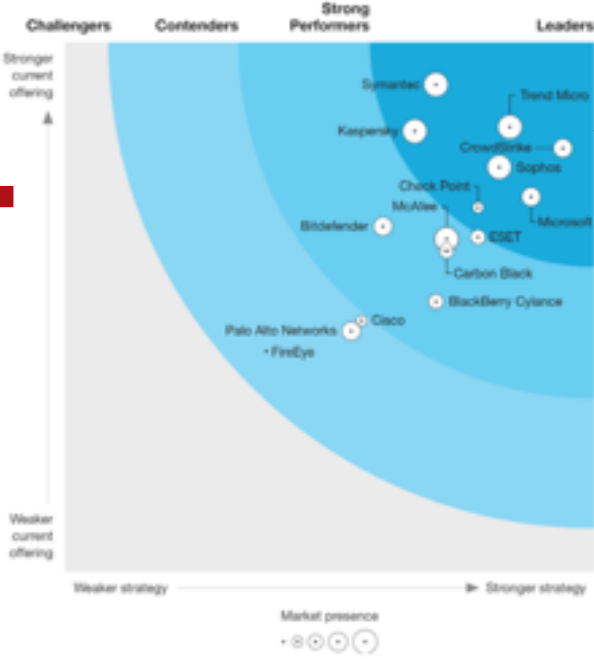 Challengers
Contenders
Strong
Performers
Leaders
Stronger
current
offering
Symantec
Trend Micro
Kaspersky
CrowdStrike
Sophos
Check Point
McAfee
Microsoft
Bitdefender
ESET
Carbon Black
BlackBerry Cylance
Cisco
Palo Alto Networks
FireEye
Weaker
current
offering
Weaker strategy
Stronger strategy
Market presence